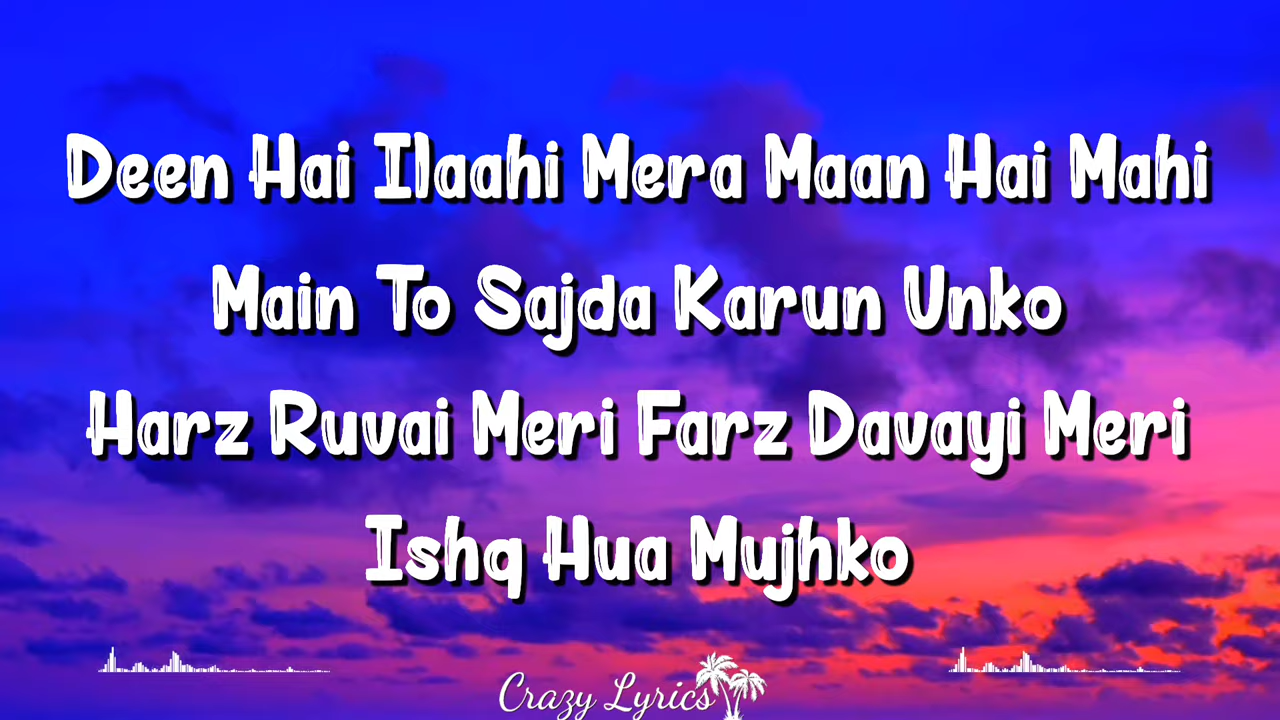 Deen Hai Ilaahi Mera Maan Hai Mahi
Main To Sajda Karun Unko
Harz Ruvai Meri Farz Davayi Meri
Ishq Hua Mujhko
Crazy Lyrics